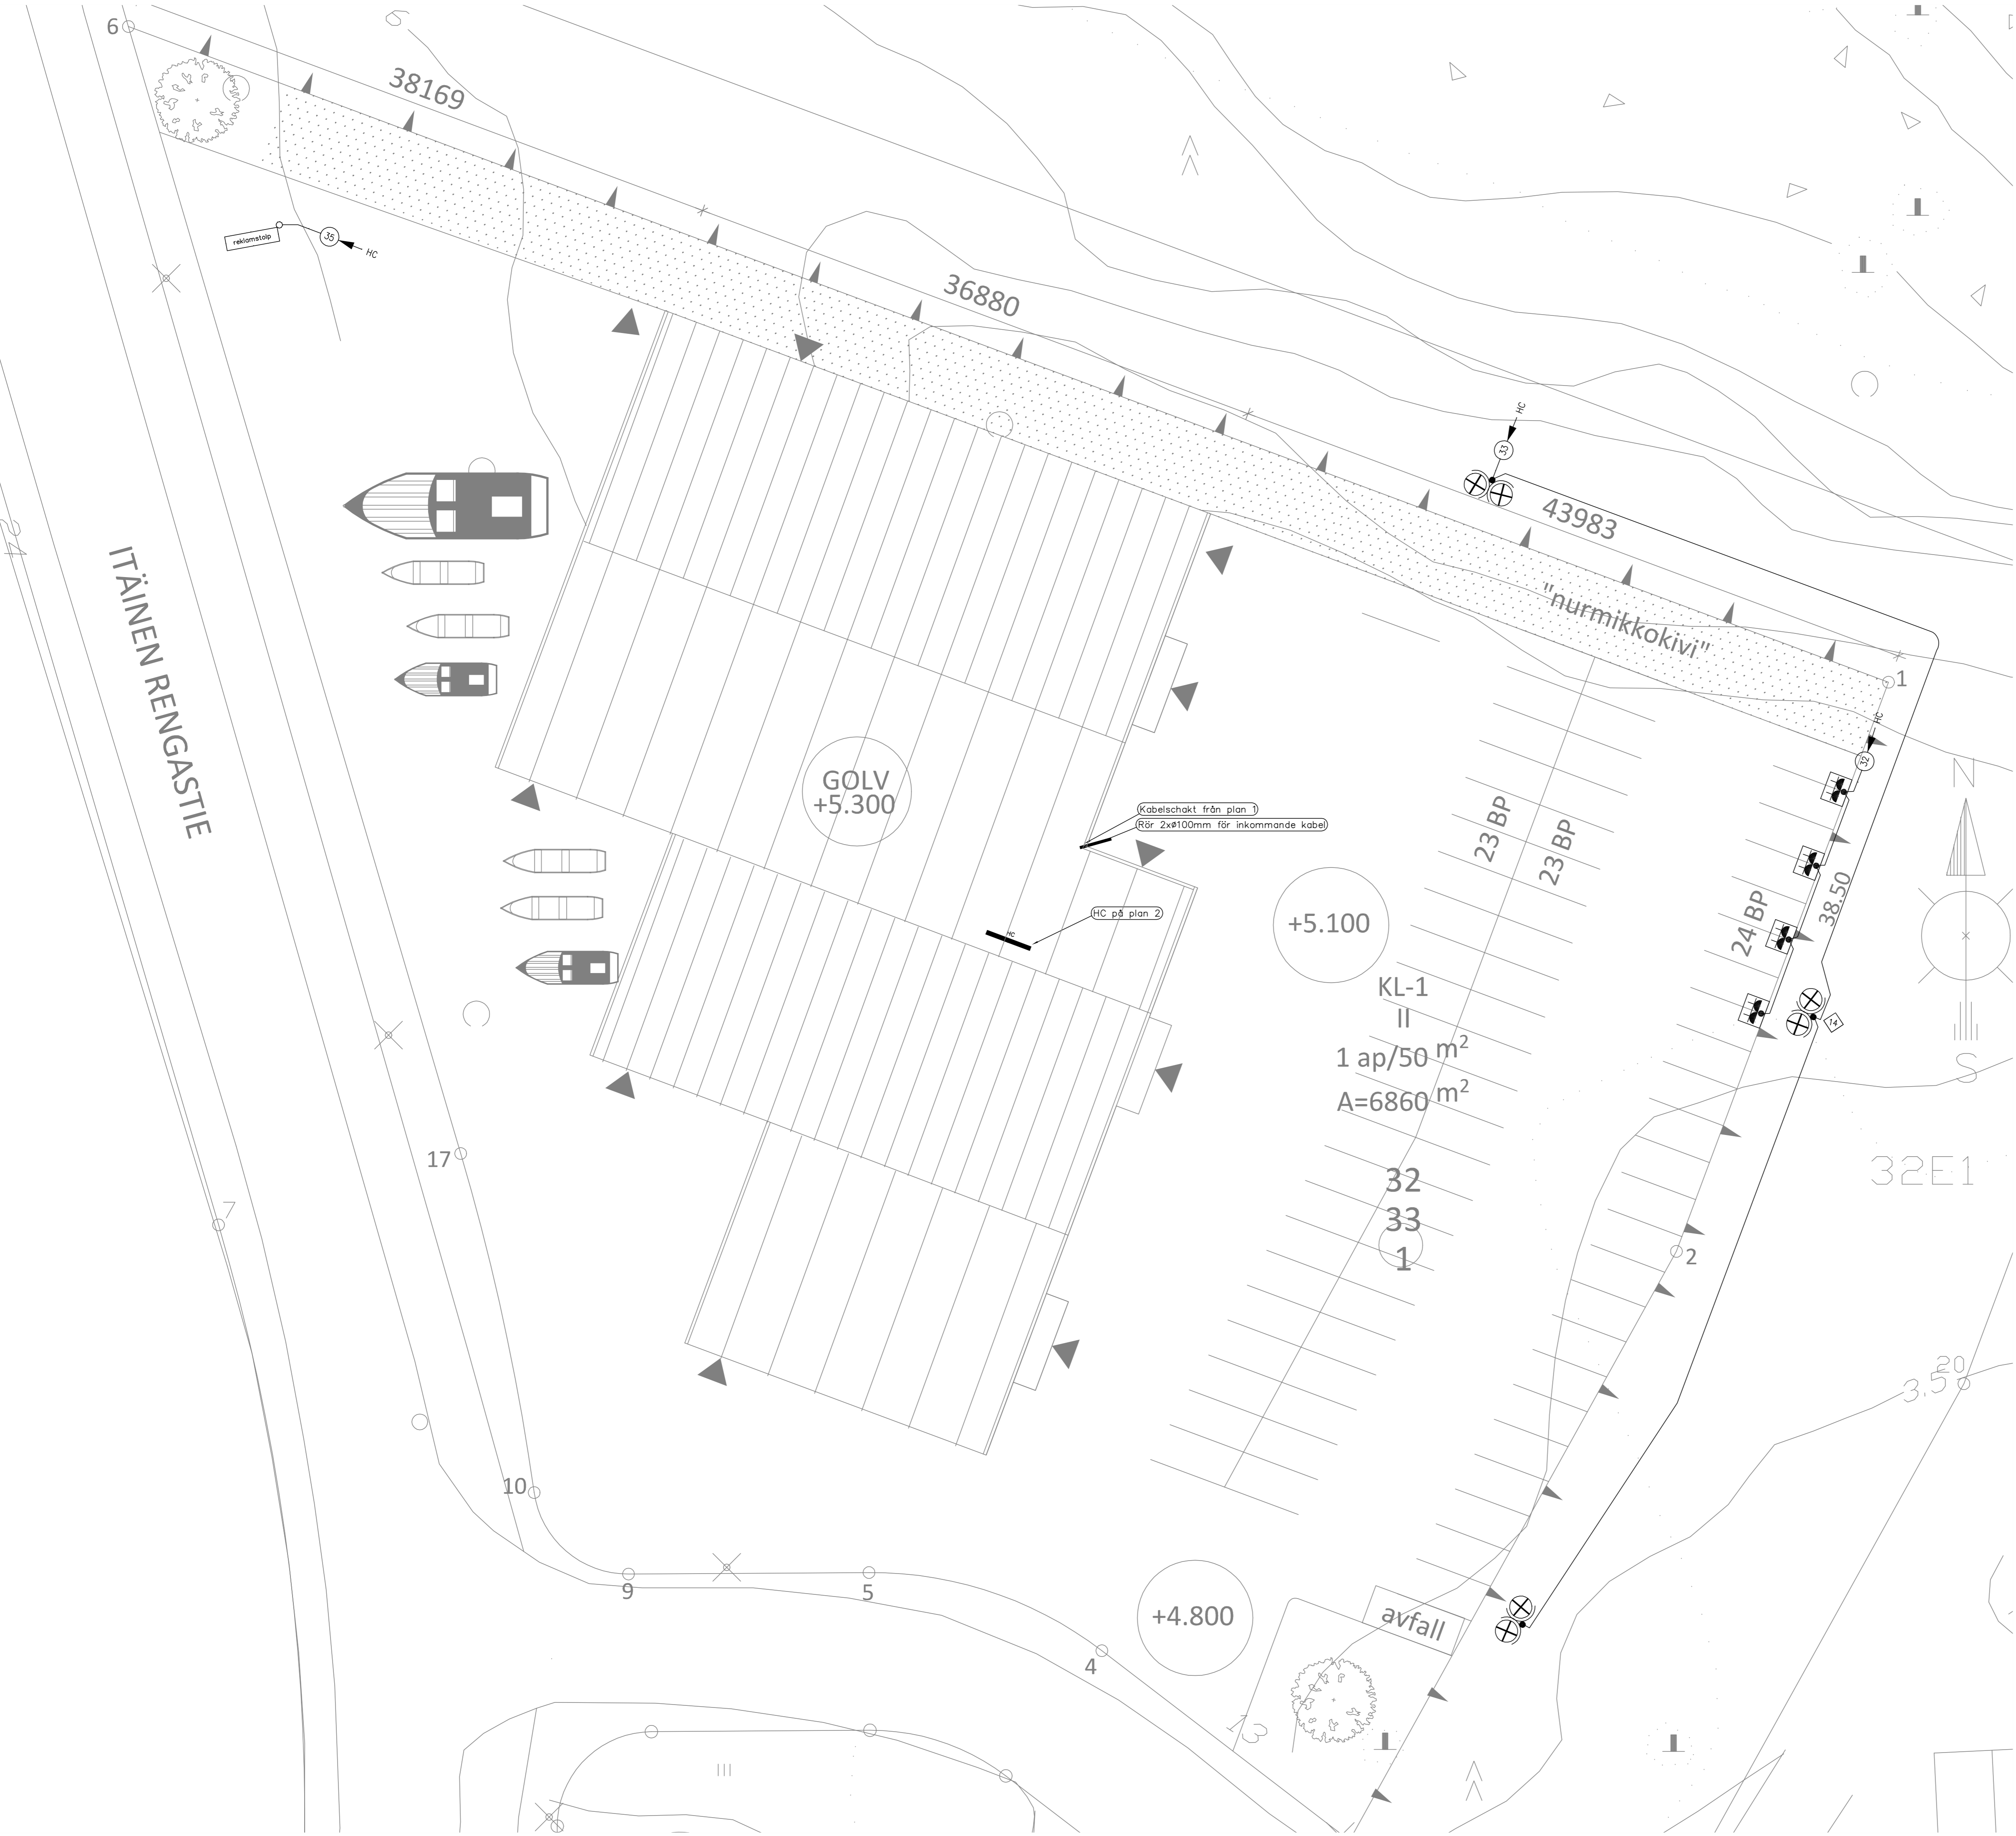 6
38169
reklamstolp
35
HC
36880
HC
33
43983
"nurmikkokivi"
1
HC
32
ITÄINEN RENGASTIE
N
GOLV
+5.300
Kabelschakt från plan 1
Rör 2xø100mm för inkommande kabel
23 BP
23 BP
HC på plan 2
HC
+5.100
24 BP
38.50
KL-1
II
1 ap/50 m²
A=6860 m²
14
S
17
32
33
1
32E1
7
2
20
3.5
10
9
5
avfall
+4.800
4
13